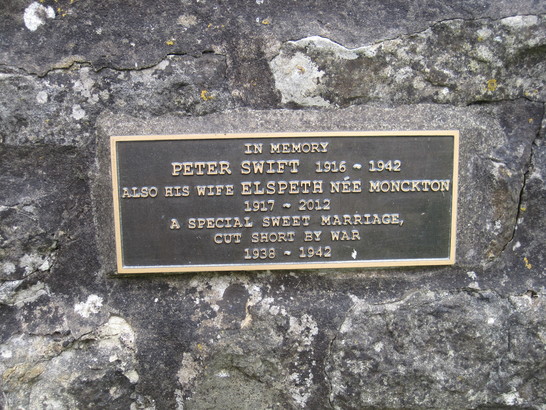 IN MEMORY
PETER SWIFT 1916 ~ 1942
ALSO HIS WIFE ELSPETH NÉE MONCKTON
1917 ~ 2012
A SPECIAL SWEET MARRIAGE,
CUT SHORT BY WAR
1938 ~ 1942